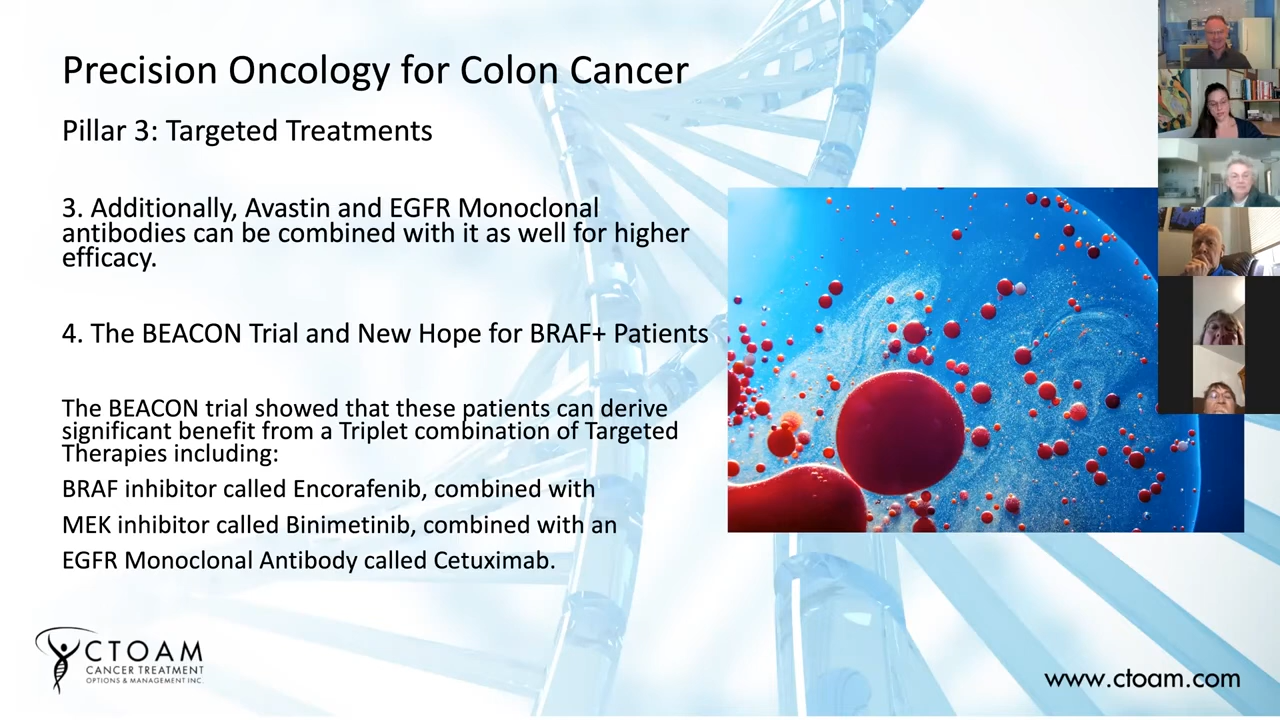 Precision Oncology for Colon Cancer
Pillar 3: Targeted Treatments
3. Additionally, Avastin and EGFR Monoclonal
antibodies can be combined with it as well for higher
efficacy.
4. The BEACON Trial and New Hope for BRAF+ Patients
The BEACON trial showed that these patients can derive
significant benefit from a Triplet combination of Targeted
Therapies including:
BRAF inhibitor called Encorafenib, combined with
MEK inhibitor called Binimetinib, combined with an
EGFR Monoclonal Antibody called Cetuximab.
CTOAM
CANCER TREATMENT
OPTIONS & MANAGEMENT INC.
www.ctoam.com